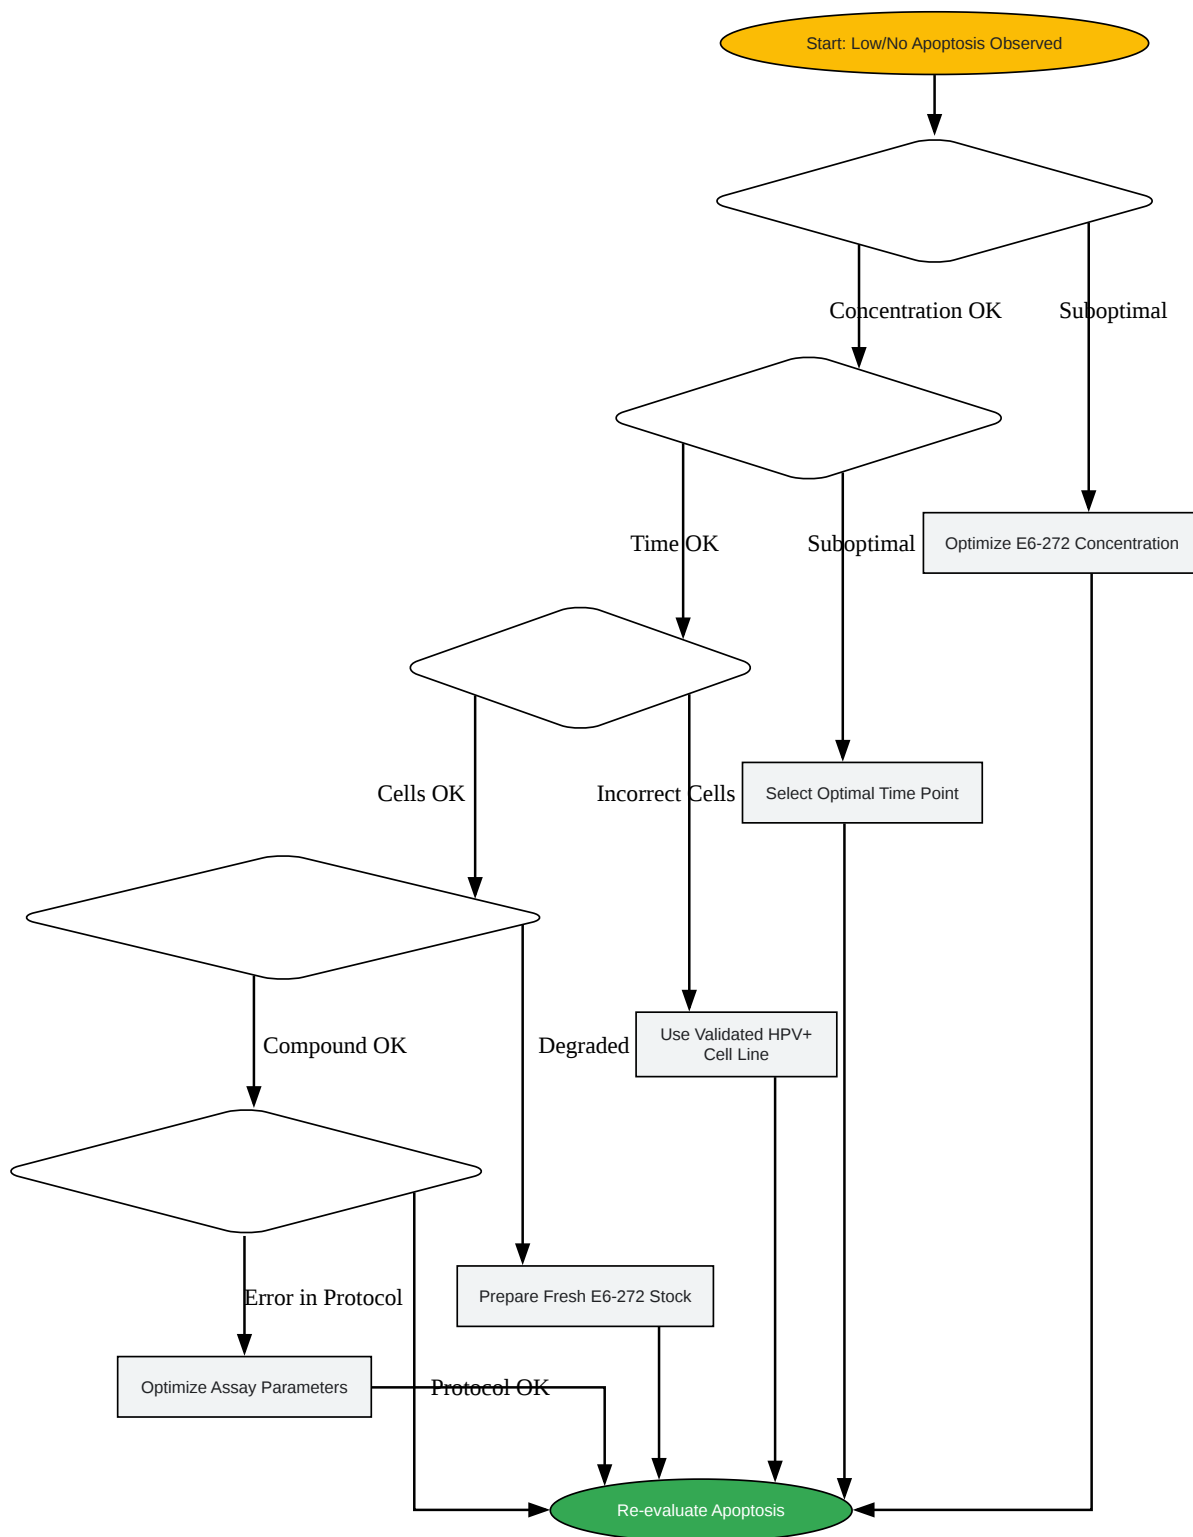 Start: Low/No Apoptosis Observed
Concentration OK
Suboptimal
Time OK
Suboptimal
Optimize E6-272 Concentration
Cells OK
Incorrect Cells
Select Optimal Time Point
Compound OK
Degraded
Use Validated HPV+
Cell Line
Error in Protocol
Prepare Fresh E6-272 Stock
Optimize Assay Parameters
Protocol OK
Re-evaluate Apoptosis